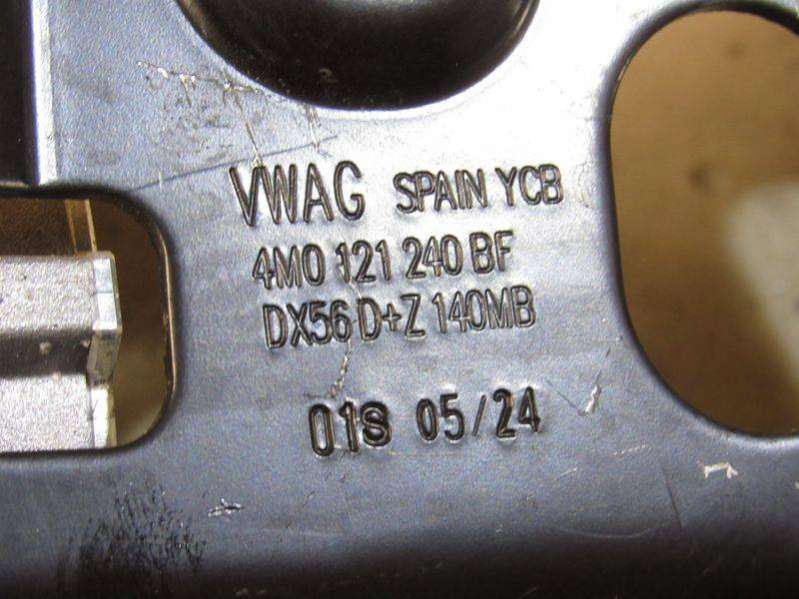 VWAG SPAIN YCB
4M0 121 240 BF
DX56 D+Z 140MB
01S 05/24